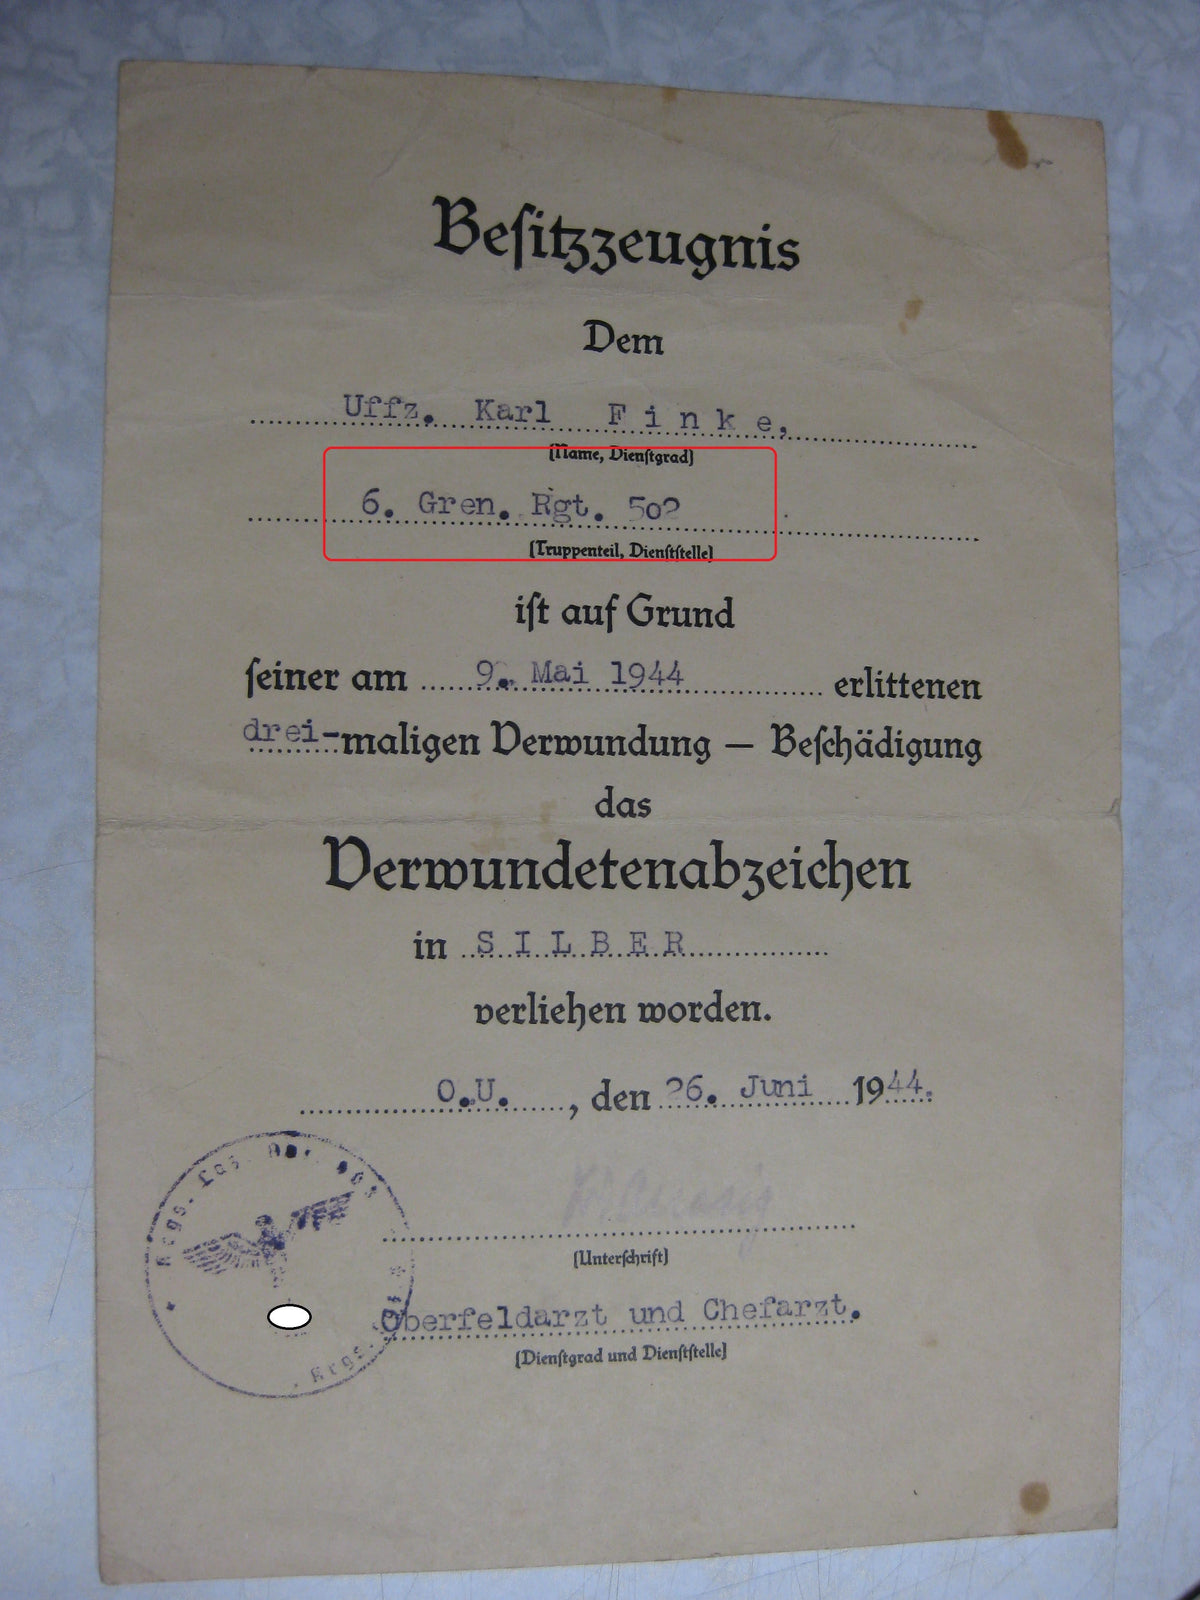 Besitzzeugnis
Dem
Uffz. Karl F i n k e,
(Name, Dienstgrad)
6. Gren. Rgt. 502
(Truppenteil, Dienststelle)
ist auf Grund
seiner am 9. Mai 1944 erlittenen
drei-maligen Verwundung – Beschädigung
das
Verwundetenabzeichen
in S I L B E R
verliehen worden.
O.U. , den 26. Juni 1944.
(Unterschrift)
Oberfeldarzt und Chefarzt.
(Dienstgrad und Dienststelle)